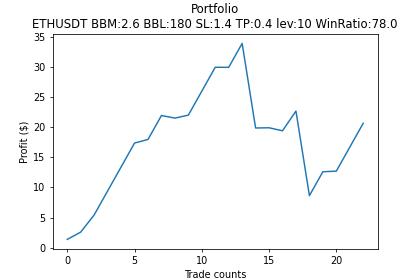 Portfolio
ETHUSDT BBM:2.6 BBL:180 SL:1.4 TP:0.4 lev:10 WinRatio:78.0
35
30
25
20
15
10
5
0
Profit ($)
0 5 10 15 20
Trade counts